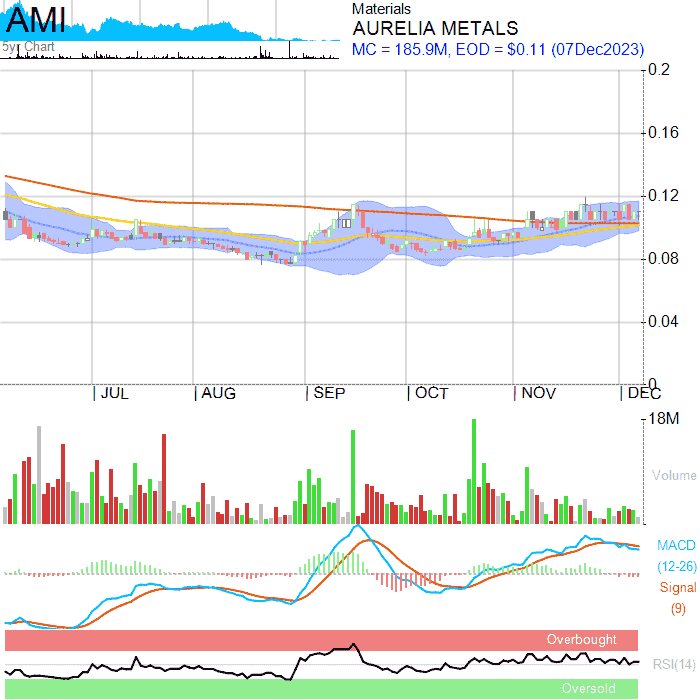 AMI
5yr Chart
Materials
AURELIA METALS
MC = 185.9M, EOD = $0.11 (07Dec2023)
0.2
0.16
0.12
0.08
0.04
0
JUL AUG SEP OCT NOV DEC
18M
Volume
MACD
(12-26)
Signal
(9)
Overbought
RSI(14)
Oversold